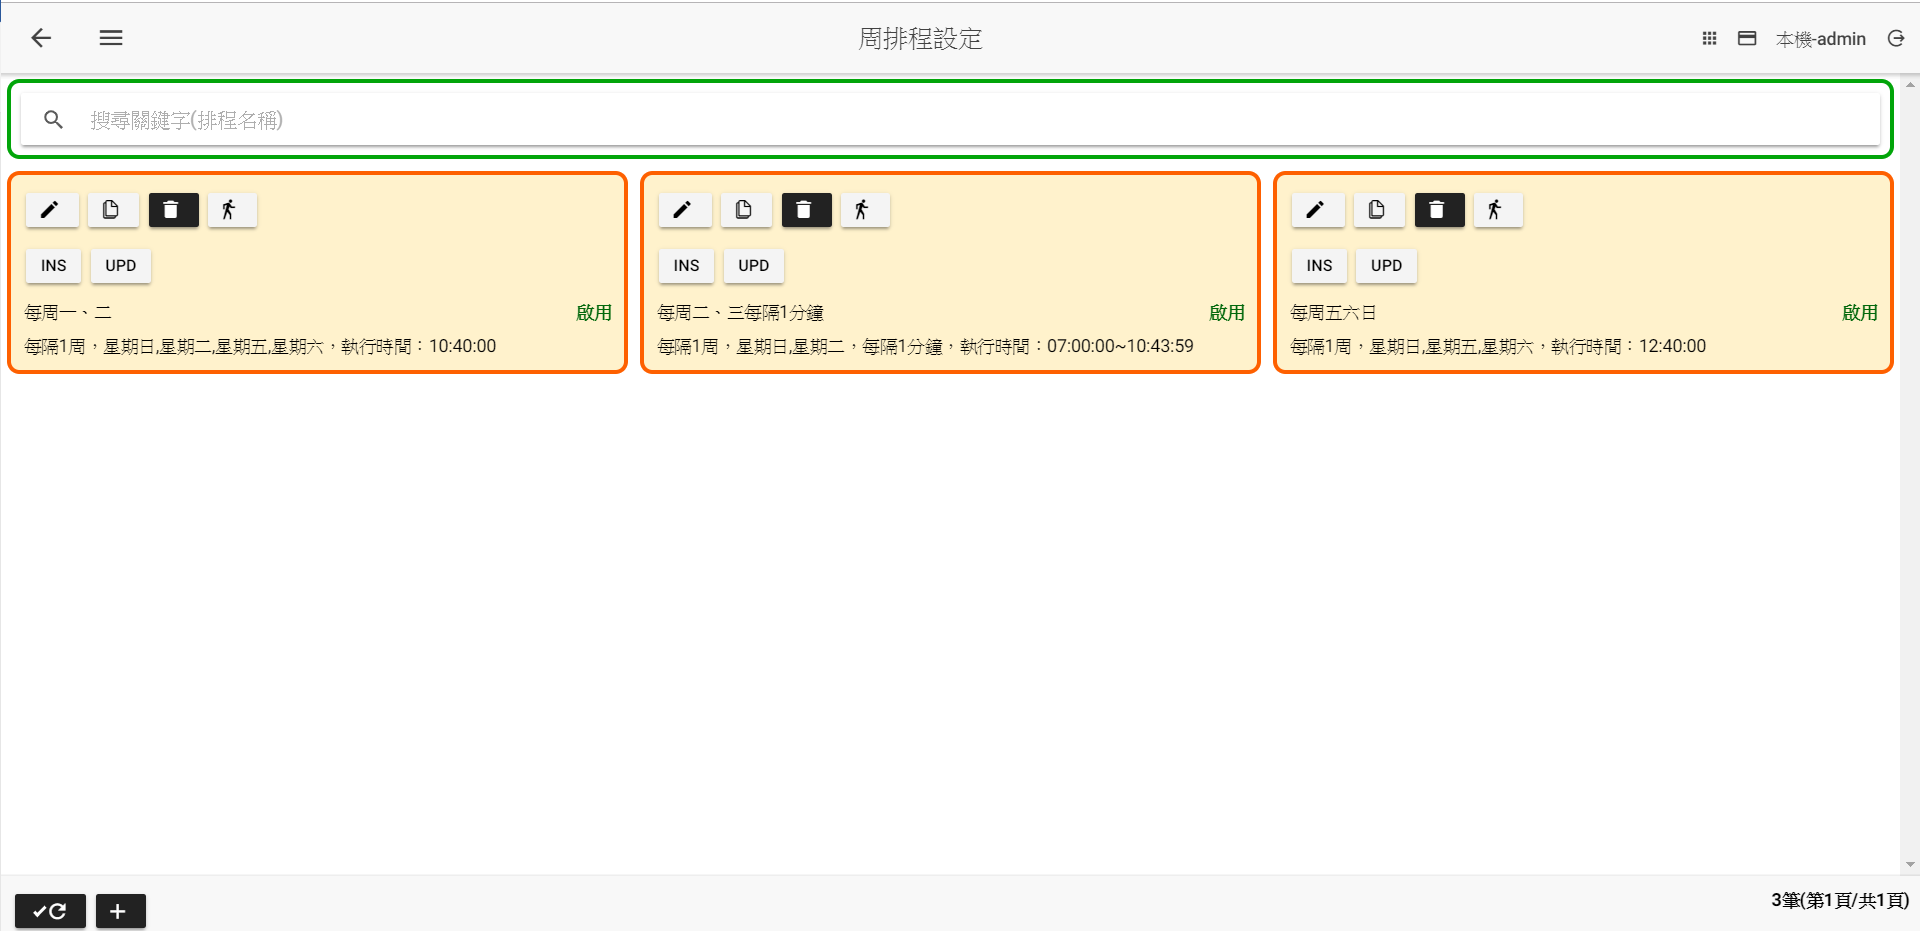 周排程設定
本機-admin
搜尋關鍵字(排程名稱)
INS UPD
每周一、二 啟用
每隔1周，星期日,星期二,星期五,星期六，執行時間：10:40:00
INS UPD
每周二、三每隔1分鐘 啟用
每隔1周，星期日,星期二，每隔1分鐘，執行時間：07:00:00~10:43:59
INS UPD
每周五六日 啟用
每隔1周，星期日,星期五,星期六，執行時間：12:40:00
3筆(第1頁/共1頁)